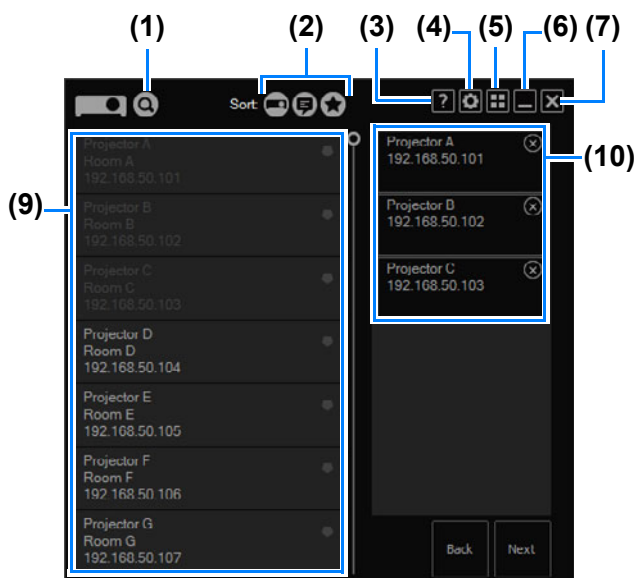 (1) (2) (3) (4) (5) (6) (7)
Sort: ?
Projector A
Room A
192.168.50.101
Projector B
Room B
192.168.50.102
Projector C
Room C
192.168.50.103
Projector D
Room D
192.168.50.104
Projector E
Room E
192.168.50.105
Projector F
Room F
192.168.50.106
Projector G
Room G
192.168.50.107
(9)
Projector A
192.168.50.101
Projector B
192.168.50.102
Projector C
192.168.50.103
(10)
Back Next